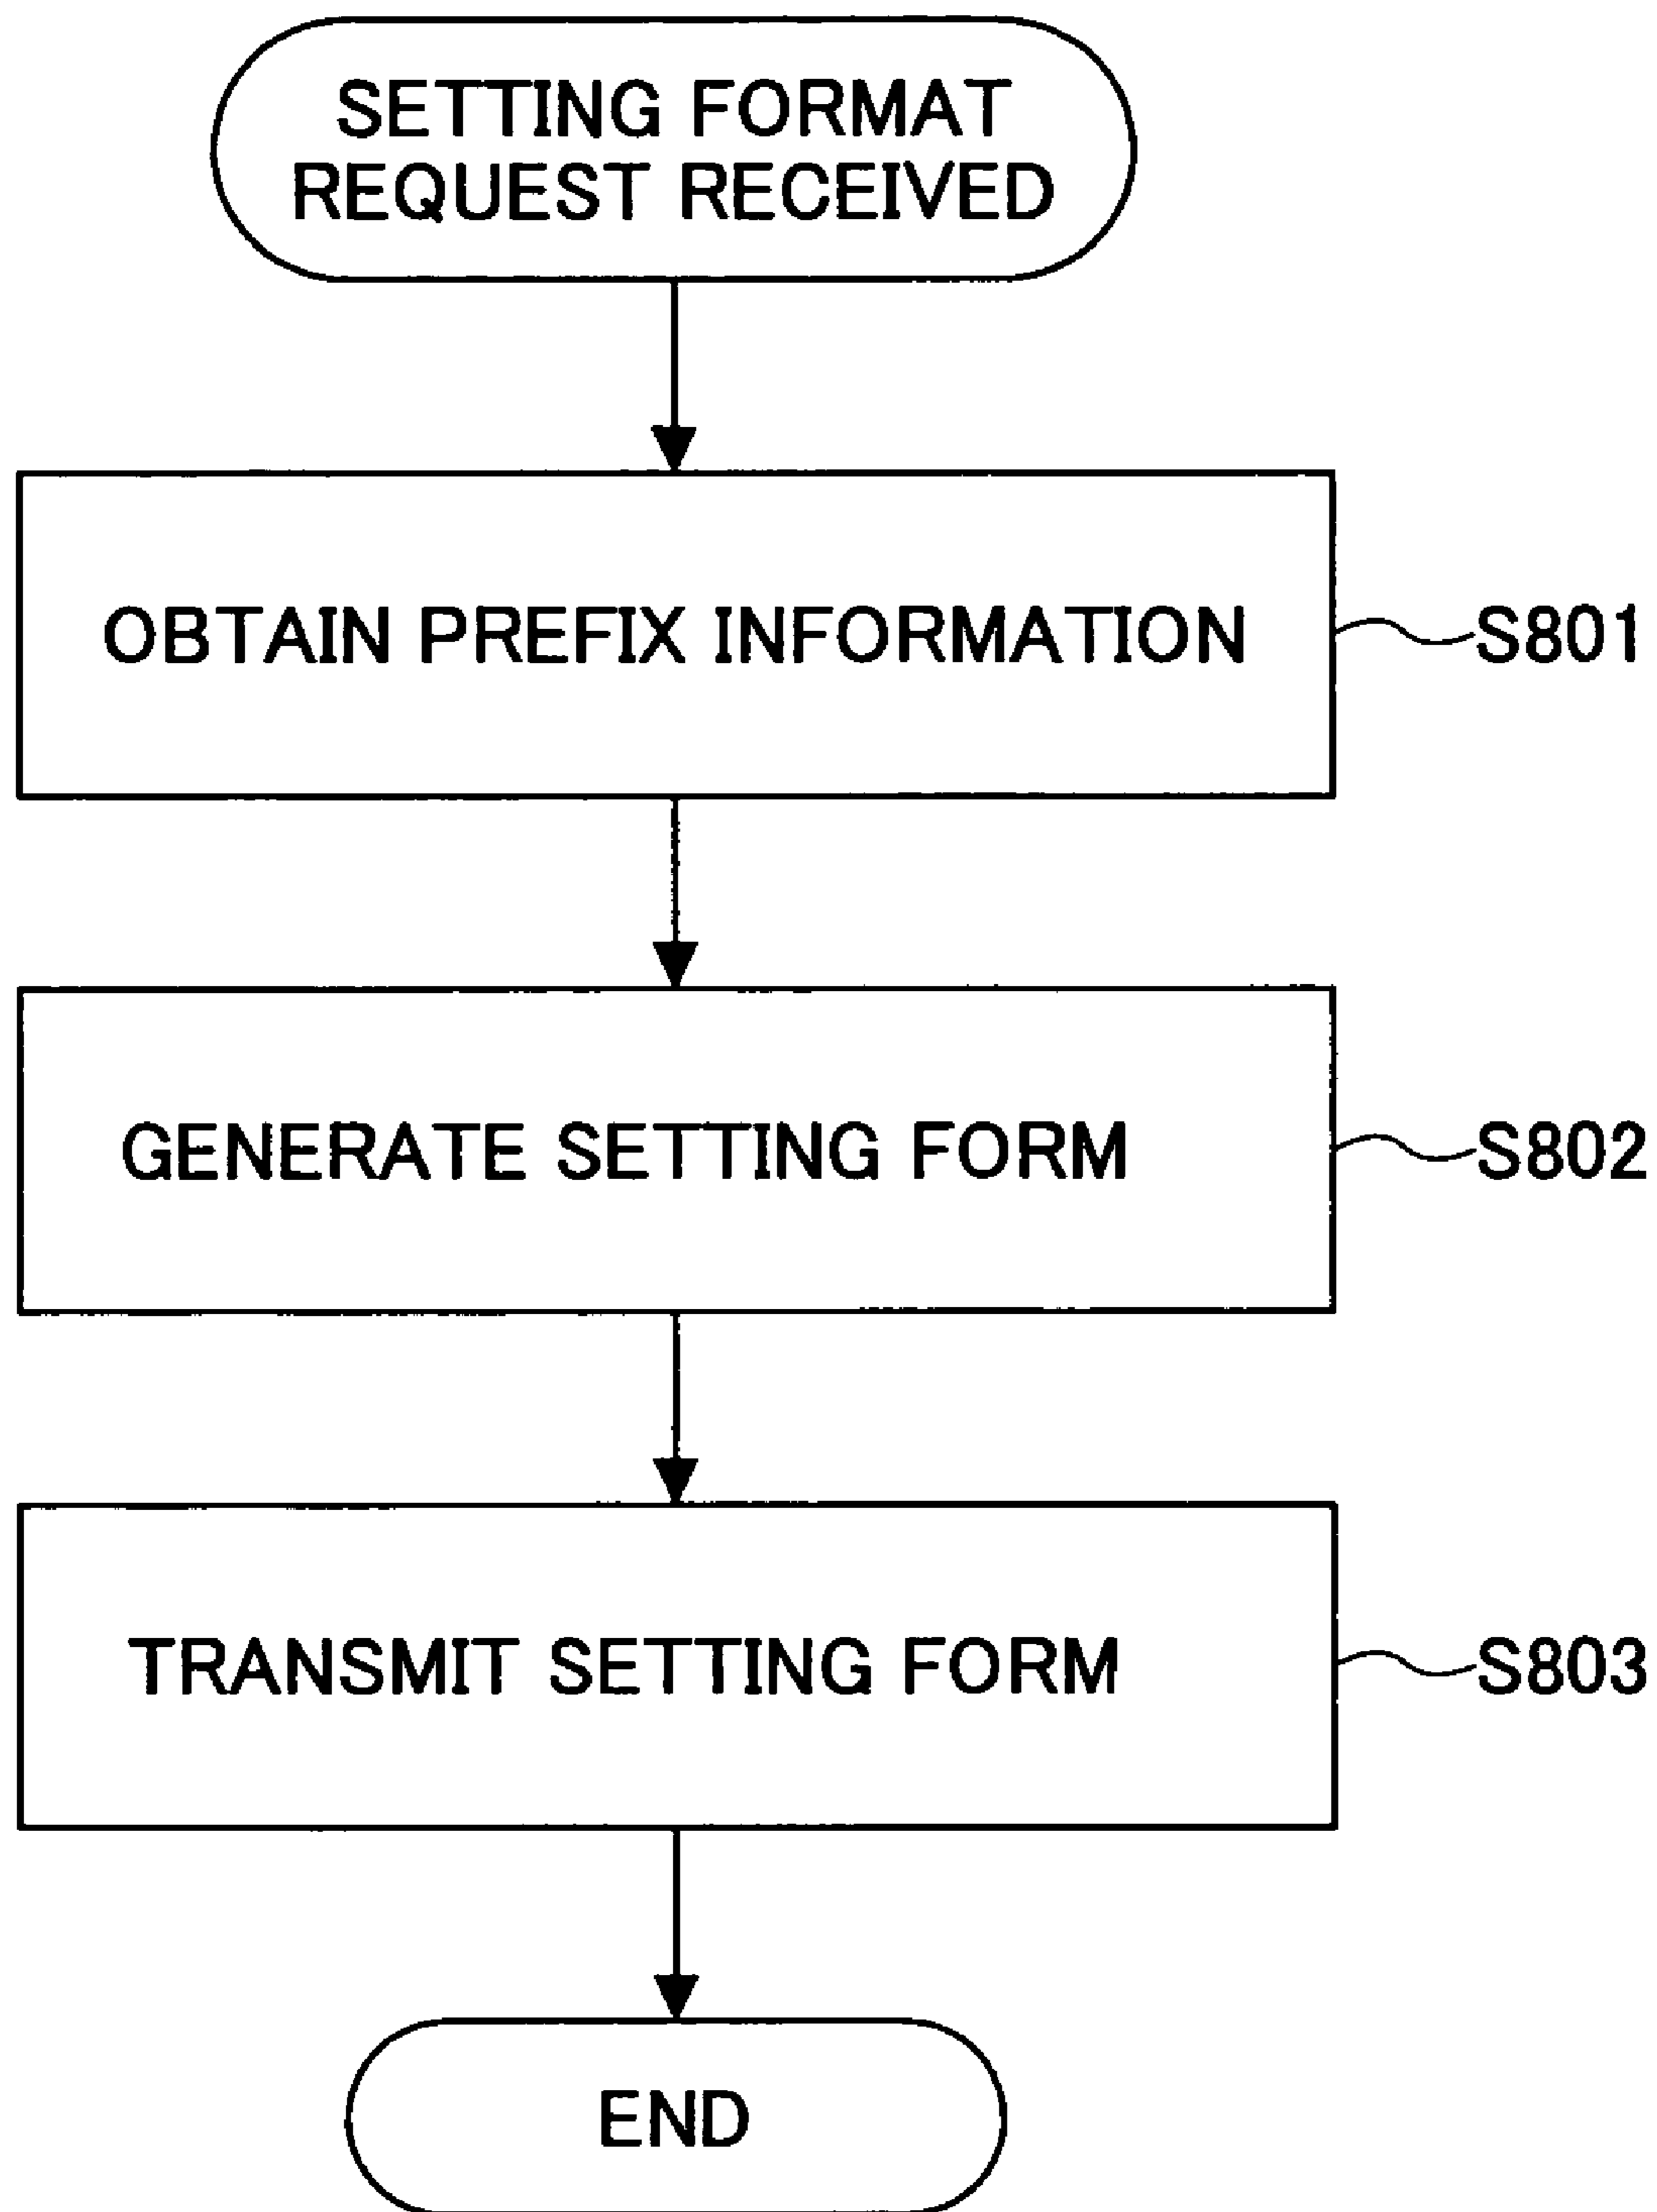 SETTING FORMAT
REQUEST RECEIVED
OBTAIN PREFIX INFORMATION
S801
GENERATE SETTING FORM
S802
TRANSMIT SETTING FORM
S803
END